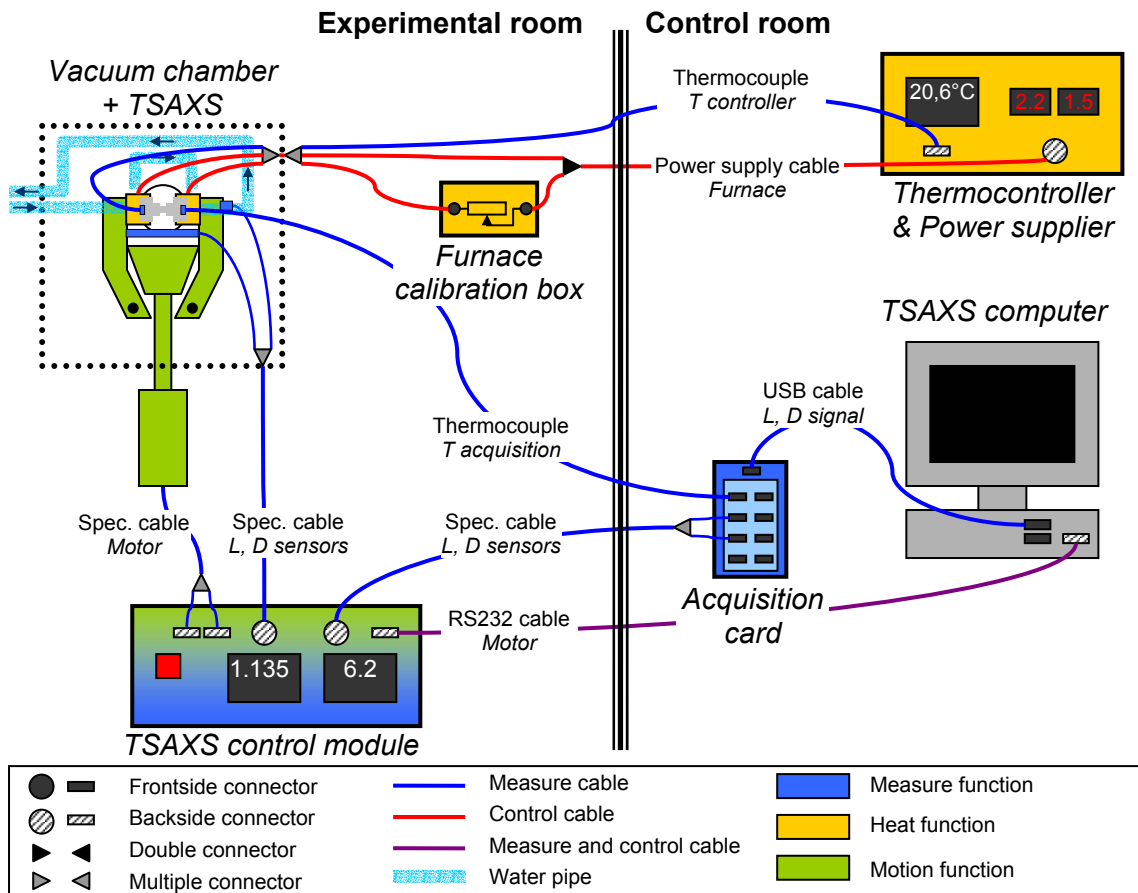 Experimental room
Control room
Vacuum chamber
+ TSAXS
Thermocouple
T controller
20,6°C
2.2
1.5
Power supply cable
Furnace
Thermocontroller
& Power supplier
Furnace
calibration box
TSAXS computer
USB cable
L, D signal
Thermocouple
T acquisition
Spec. cable
Motor
Spec. cable
L, D sensors
Spec. cable
L, D sensors
Acquisition
card
RS232 cable
Motor
1.135
6.2
TSAXS control module
Frontside connector
Backside connector
Double connector
Multiple connector
Measure cable
Control cable
Measure and control cable
Water pipe
Measure function
Heat function
Motion function